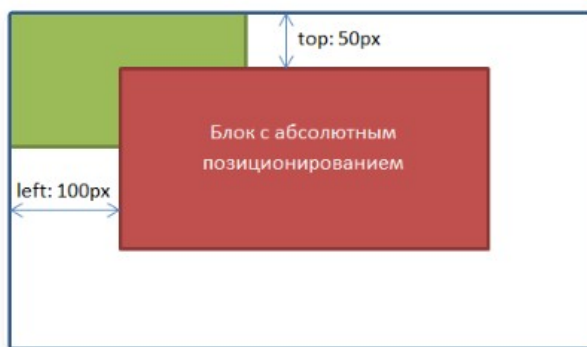 top: 50px
Блок с абсолютным
позиционированием
left: 100px